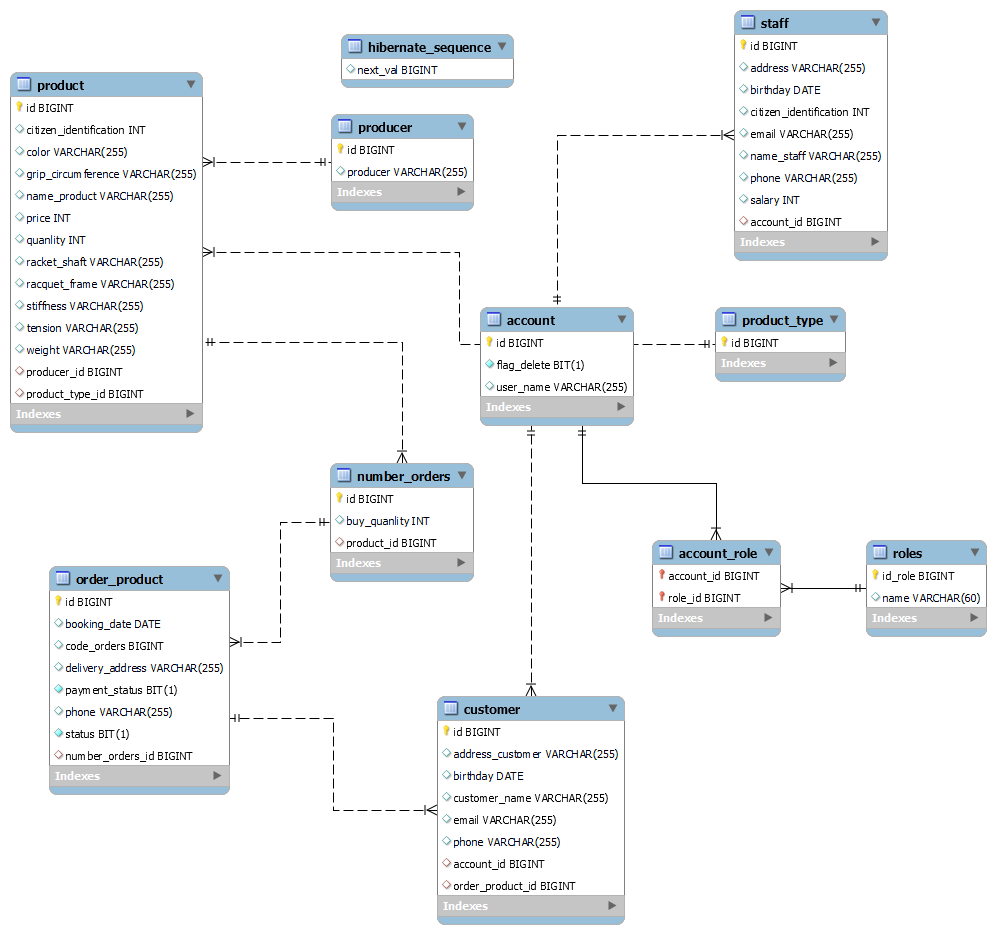 hibernate_sequence
next_val BIGINT
staff
id BIGINT
address VARCHAR(255)
birthday DATE
citizen_identification INT
email VARCHAR(255)
name_staff VARCHAR(255)
phone VARCHAR(255)
salary INT
account_id BIGINT
Indexes
product
id BIGINT
citizen_identification INT
color VARCHAR(255)
grip_circumference VARCHAR(255)
name_product VARCHAR(255)
price INT
quanlity INT
racket_shaft VARCHAR(255)
racquet_frame VARCHAR(255)
stiffness VARCHAR(255)
tension VARCHAR(255)
weight VARCHAR(255)
producer_id BIGINT
product_type_id BIGINT
Indexes
producer
id BIGINT
producer VARCHAR(255)
Indexes
account
id BIGINT
flag_delete BIT(1)
user_name VARCHAR(255)
Indexes
product_type
id BIGINT
Indexes
number_orders
id BIGINT
buy_quanlity INT
product_id BIGINT
Indexes
account_role
account_id BIGINT
role_id BIGINT
Indexes
roles
id_role BIGINT
name VARCHAR(60)
Indexes
order_product
id BIGINT
booking_date DATE
code_orders BIGINT
delivery_address VARCHAR(255)
payment_status BIT(1)
phone VARCHAR(255)
status BIT(1)
number_orders_id BIGINT
Indexes
customer
id BIGINT
address_customer VARCHAR(255)
birthday DATE
customer_name VARCHAR(255)
email VARCHAR(255)
phone VARCHAR(255)
account_id BIGINT
order_product_id BIGINT
Indexes